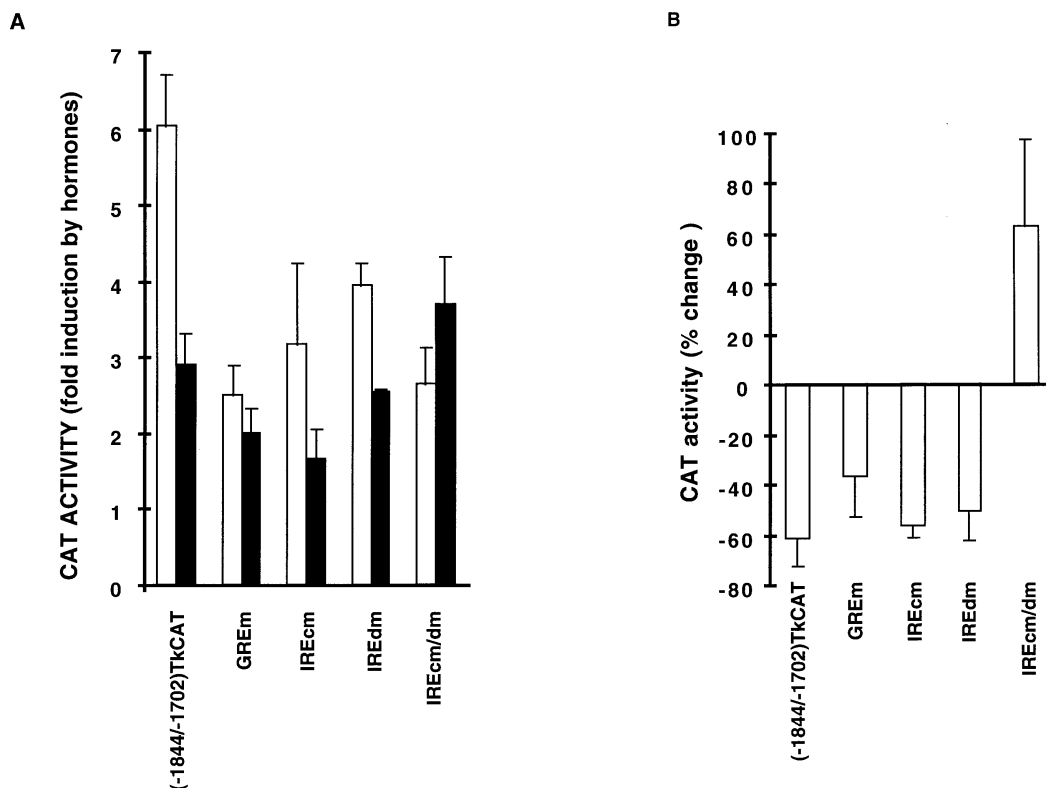 A
CAT ACTIVITY (fold induction by hormones)
7
6
5
4
3
2
1
0
(-1844/-1702)TkCAT
GREm
IREcm
IREdm
IREcm/dm
B
CAT activity (% change )
100
80
60
40
20
0
-20
-40
-60
-80
(-1844/-1702)TkCAT
GREm
IREcm
IREdm
IREcm/dm